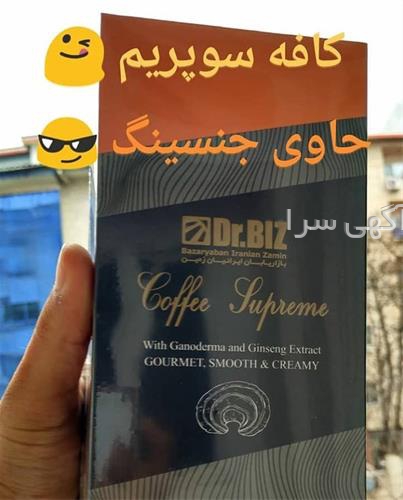 کافه سوپریم
حاوی جنسینگ
آگهی سرا
Dr.BIZ
Bazaryaban Iranian Zamin
بازاریابان ایرانیان زمین
Coffee Supreme
With Ganoderma and Ginseng Extract
GOURMET, SMOOTH & CREAMY